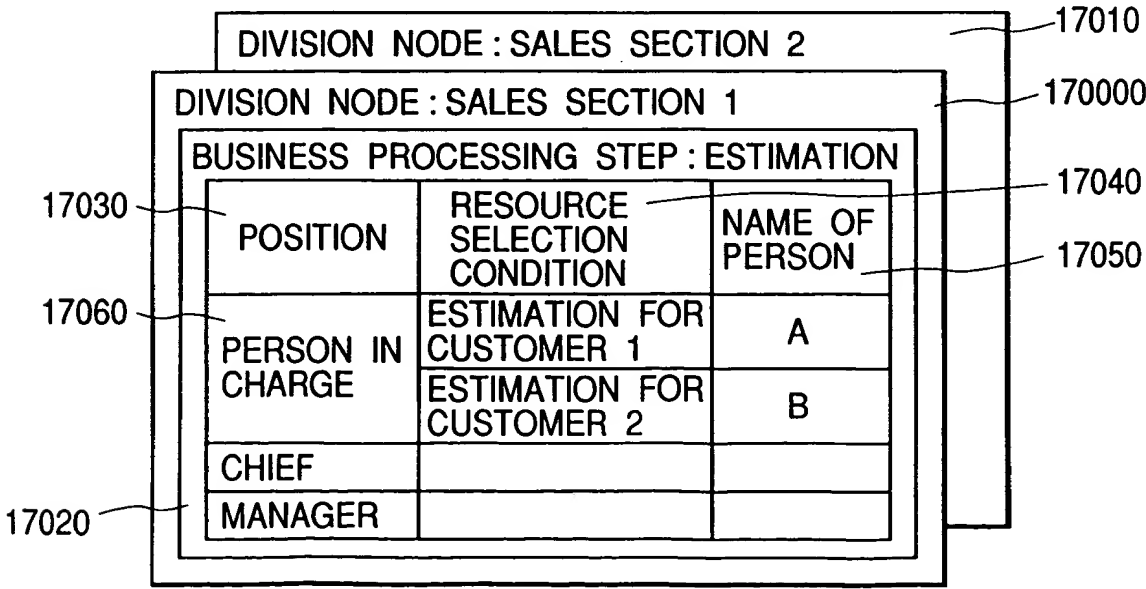 17010
DIVISION NODE : SALES SECTION 2
170000
DIVISION NODE : SALES SECTION 1
BUSINESS PROCESSING STEP : ESTIMATION
17030
POSITION
RESOURCE
SELECTION
CONDITION
NAME OF
PERSON
17040
17050
17060
PERSON IN
CHARGE
ESTIMATION FOR
CUSTOMER 1
A
ESTIMATION FOR
CUSTOMER 2
B
CHIEF
17020
MANAGER